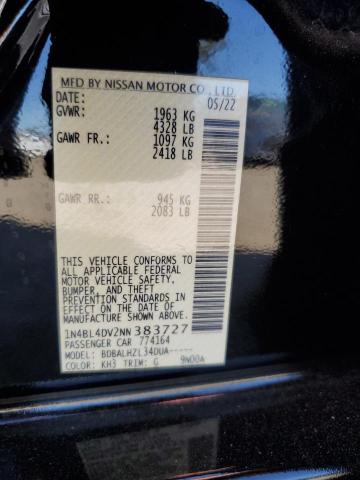 MFD BY NISSAN MOTOR CO., LTD.
DATE: 05/22
GVWR: 1963 KG
4328 LB
GAWR FR.: 1097 KG
2418 LB
GAWR RR.: 945 KG
2083 LB
THIS VEHICLE CONFORMS TO
ALL APPLICABLE FEDERAL
MOTOR VEHICLE SAFETY,
BUMPER, AND THEFT
PREVENTION STANDARDS IN
EFFECT ON THE DATE OF
MANUFACTURE SHOWN ABOVE.
1N4BL4DV2NN 383727
PASSENGER CAR 774164
MODEL: BDBALHZL34DUA-----
COLOR: KH3 TRIM: G 9N00A